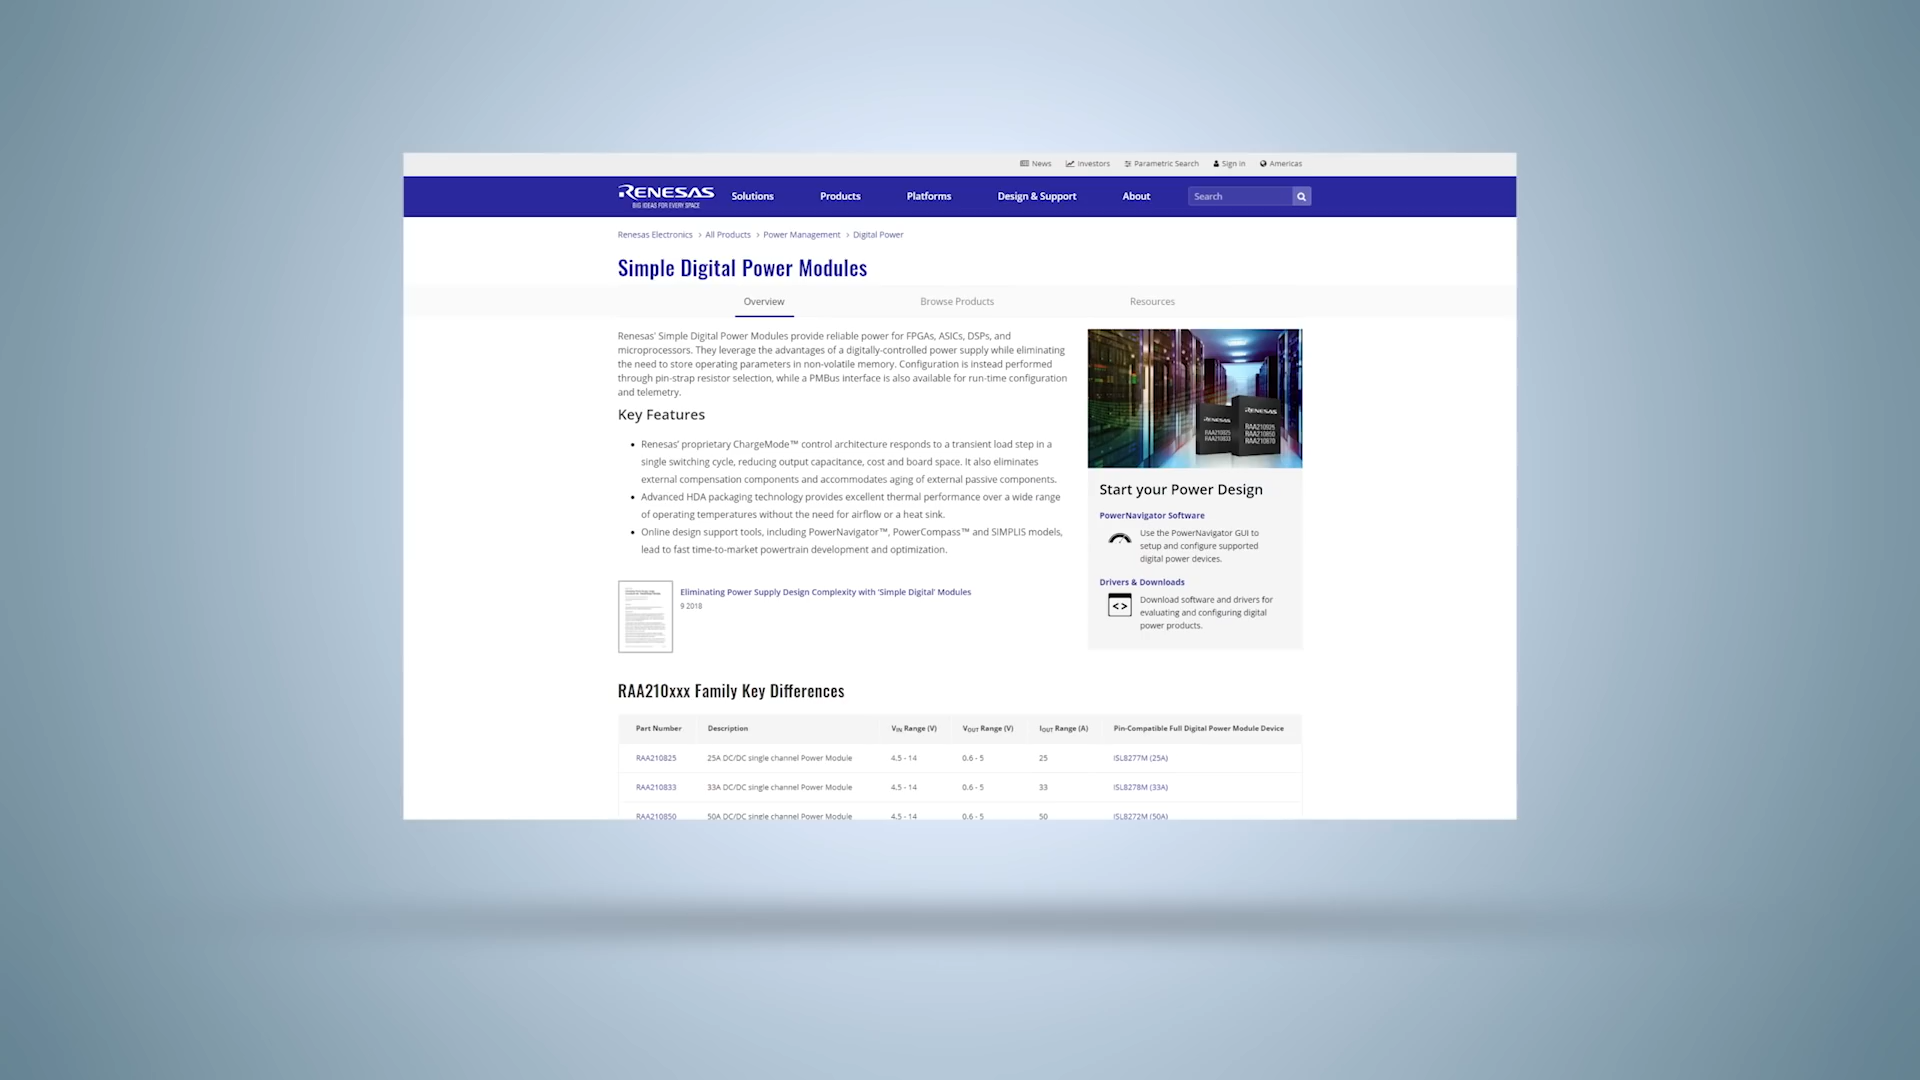 News Investors Parametric Search Sign In Americas
RENESAS
BIG IDEAS FOR EVERY SPACE
Solutions Products Platforms Design & Support About Search
Renesas Electronics > All Products > Power Management > Digital Power
Simple Digital Power Modules
Overview Browse Products Resources
Renesas' Simple Digital Power Modules provide reliable power for FPGAs, ASICs, DSPs, and
microprocessors. They leverage the advantages of a digitally-controlled power supply while eliminating
the need to store operating parameters in non-volatile memory. Configuration is instead performed
through pin-strap resistor selection, while a PMBus interface is also available for run-time configuration
and telemetry.
Key Features
• Renesas' proprietary ChargeMode™ control architecture responds to a transient load step in a
single switching cycle, reducing output capacitance, cost and board space. It also eliminates
external compensation components and accommodates aging of external passive components.
• Advanced HDA packaging technology provides excellent thermal performance over a wide range
of operating temperatures without the need for airflow or a heat sink.
• Online design support tools, including PowerNavigator™, PowerCompass™ and SIMPLIS models,
lead to fast time-to-market powertrain development and optimization.
Eliminating Power Supply Design Complexity with 'Simple Digital' Modules
9 2018
RENESAS
RAA210825
RAA210833
RENESAS
RAA210925
RAA210850
RAA210870
Start your Power Design
PowerNavigator Software
Use the PowerNavigator GUI to
setup and configure supported
digital power devices.
Drivers & Downloads
<>
Download software and drivers for
evaluating and configuring digital
power products.
RAA210xxx Family Key Differences
Part Number Description VIN Range (V) VOUT Range (V) IOUT Range (A) Pin-Compatible Full Digital Power Module Device
RAA210825 25A DC/DC single channel Power Module 4.5 - 14 0.6 - 5 25 ISL8277M (25A)
RAA210833 33A DC/DC single channel Power Module 4.5 - 14 0.6 - 5 33 ISL8278M (33A)
RAA210850 50A DC/DC single channel Power Module 4.5 - 14 0.6 - 5 50 ISL8272M (50A)